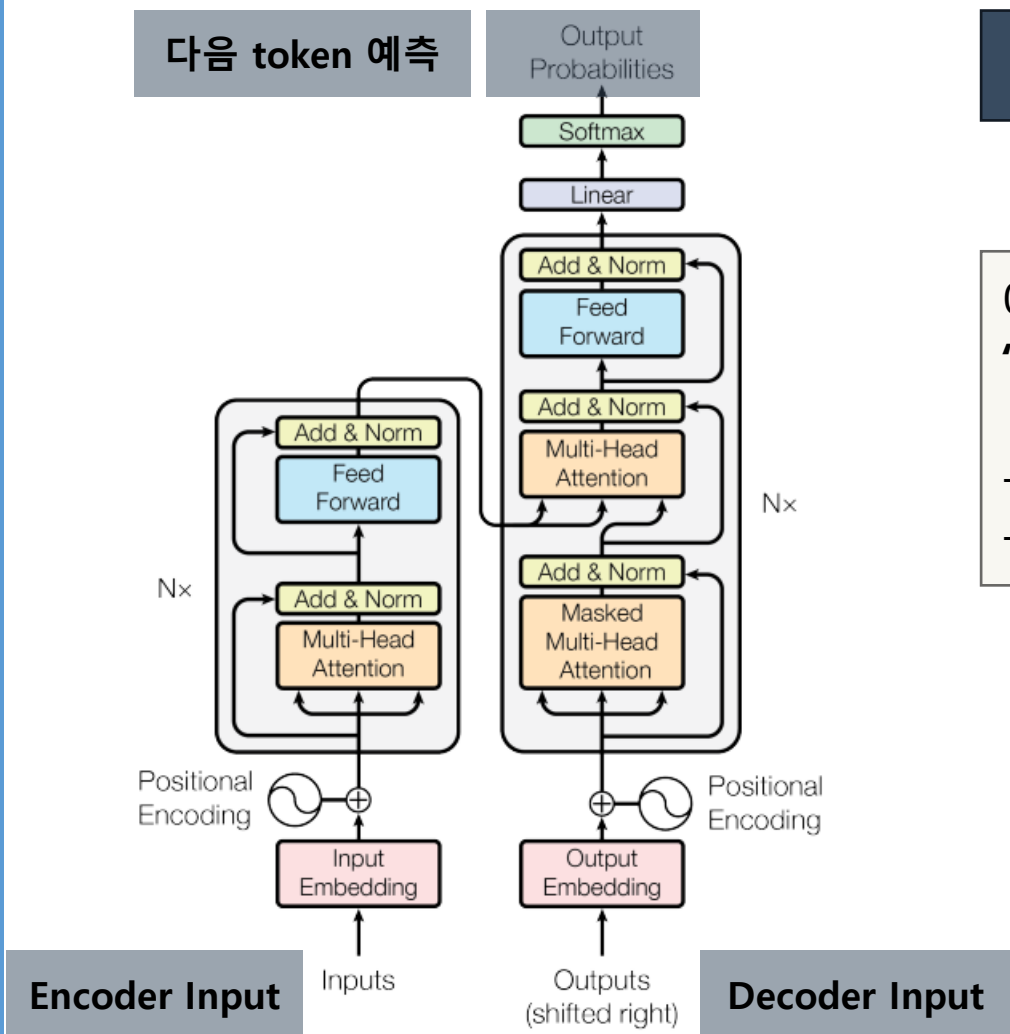 다음 token 예측
Output
Probabilities
Softmax
Linear
Add & Norm
Feed
Forward
Add & Norm
Multi-Head
Attention
Nx
Add & Norm
Masked
Multi-Head
Attention
Positional
Encoding
Output
Embedding
Outputs
(shifted right)
Decoder Input
Add & Norm
Feed
Forward
Nx
Add & Norm
Multi-Head
Attention
Positional
Encoding
Input
Embedding
Inputs
Encoder Input